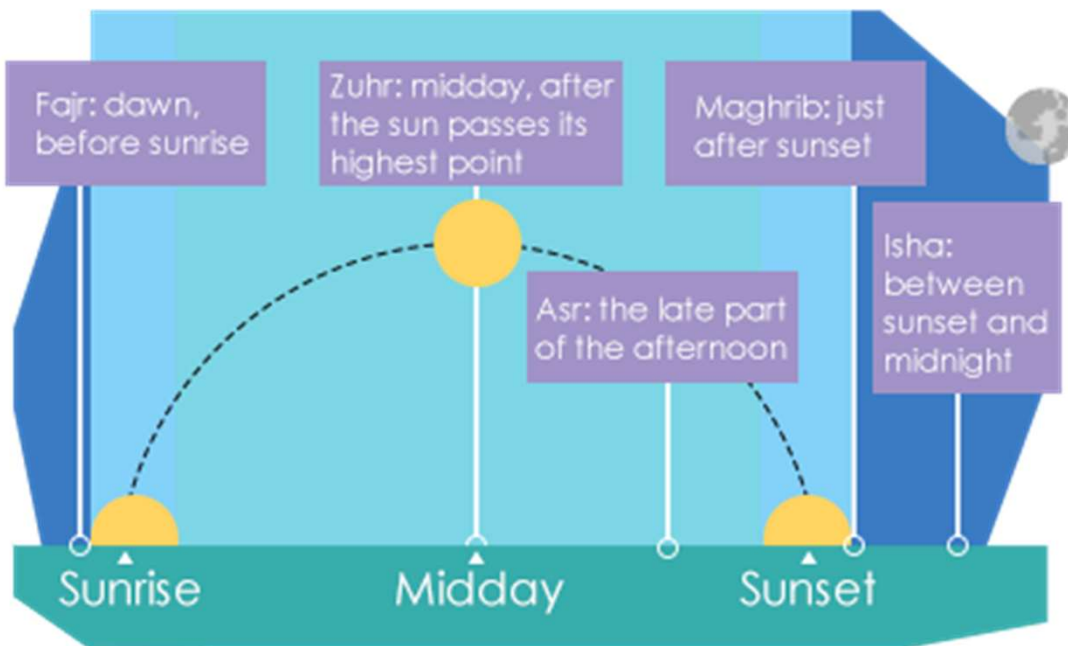 Fajr: dawn,
before sunrise
Zuhr: midday, after
the sun passes its
highest point
Maghrib: just
after sunset
Asr: the late part
of the afternoon
Isha:
between
sunset and
midnight
Sunrise
Midday
Sunset